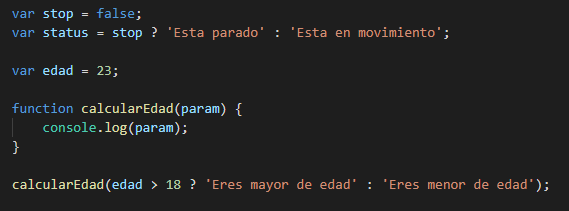 var stop = false;
var status = stop ? 'Esta parado' : 'Esta en movimiento';
var edad = 23;
function calcularEdad(param) {
    console.log(param);
}
calcularEdad(edad > 18 ? 'Eres mayor de edad' : 'Eres menor de edad');